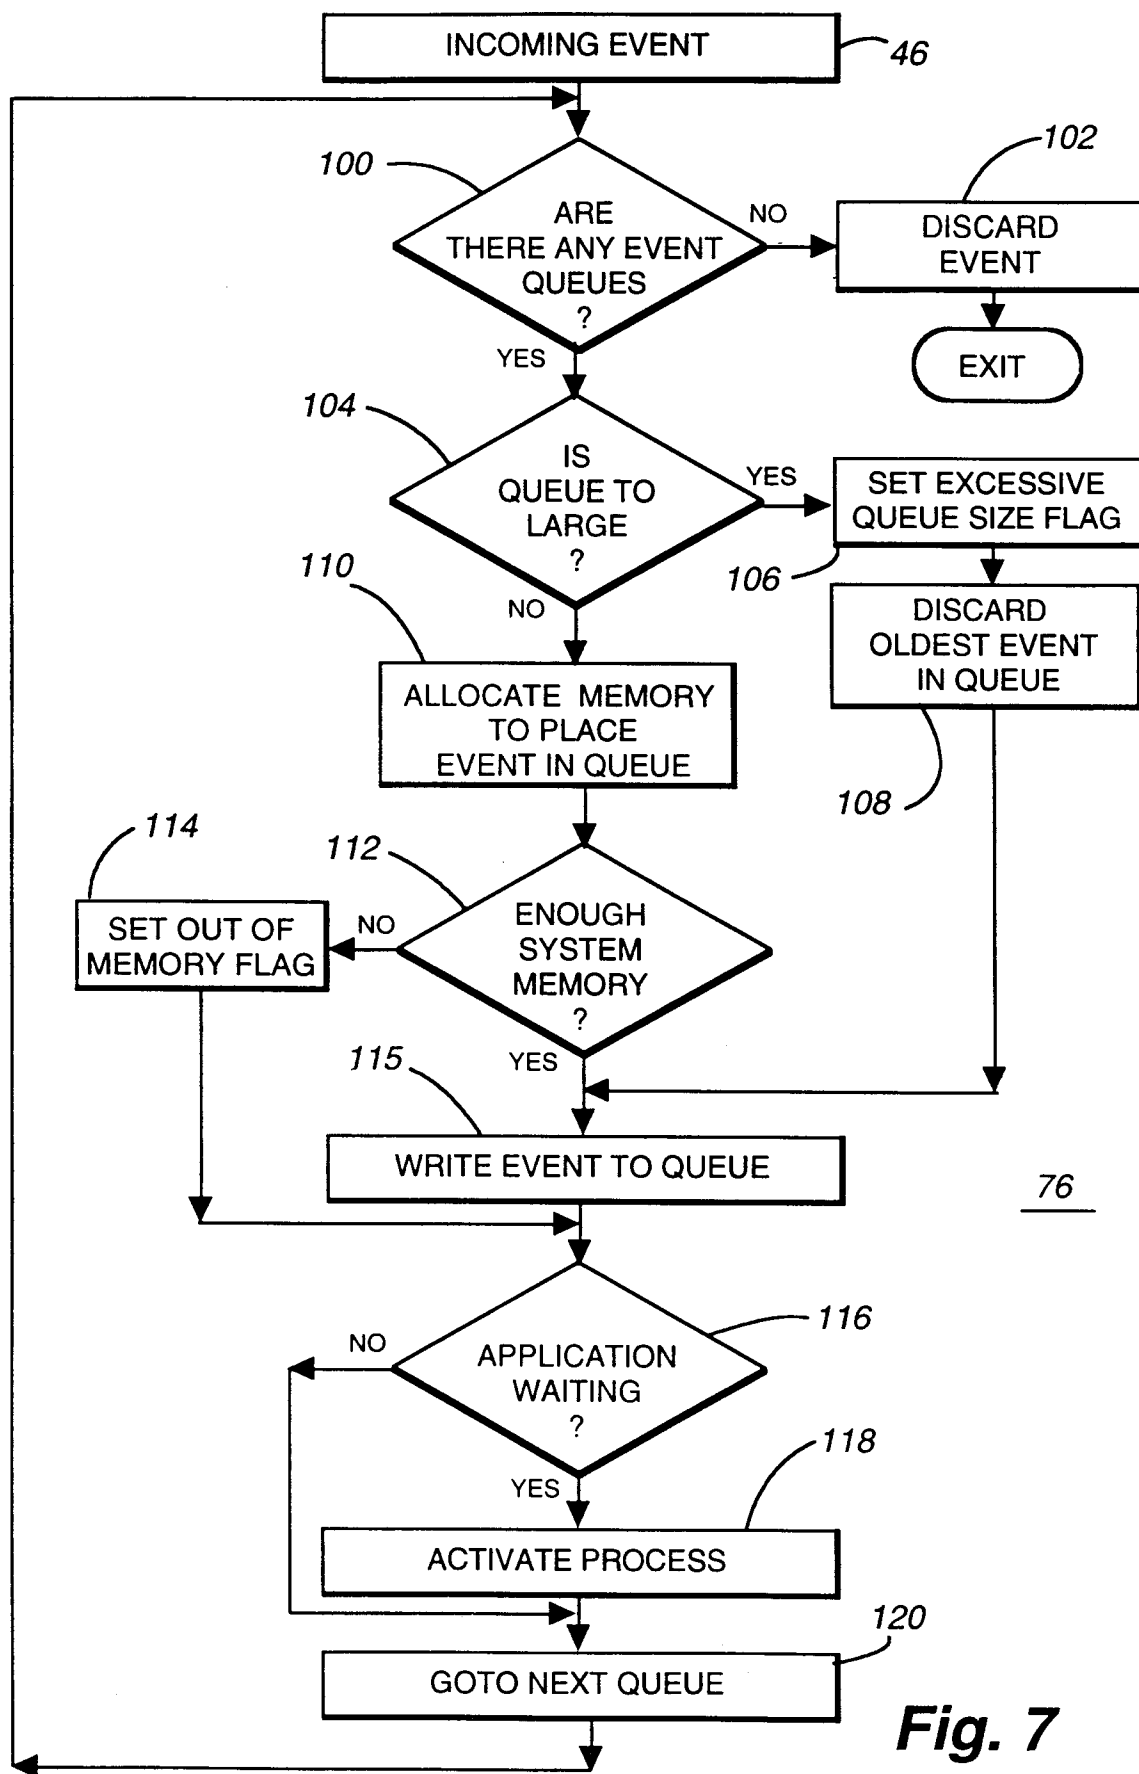 INCOMING EVENT
46
100
ARE
THERE ANY EVENT
QUEUES
?
NO
102
DISCARD
EVENT
EXIT
YES
104
IS
QUEUE TO
LARGE
?
YES
SET EXCESSIVE
QUEUE SIZE FLAG
106
DISCARD
OLDEST EVENT
IN QUEUE
108
NO
110
ALLOCATE MEMORY
TO PLACE
EVENT IN QUEUE
112
ENOUGH
SYSTEM
MEMORY
?
NO
114
SET OUT OF
MEMORY FLAG
YES
115
WRITE EVENT TO QUEUE
76
116
APPLICATION
WAITING
?
NO
YES
118
ACTIVATE PROCESS
120
GOTO NEXT QUEUE
Fig. 7